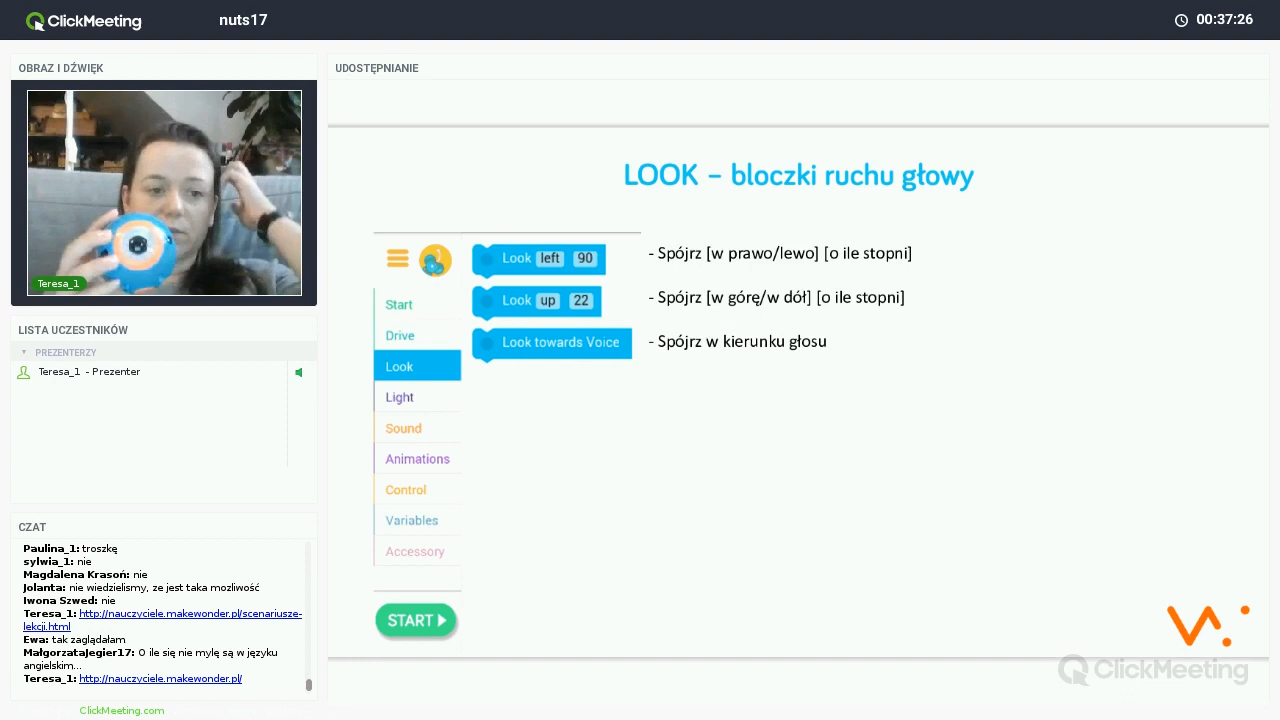 ClickMeeting
nuts17
00:37:26
OBRAZ I DŹWIĘK
Teresa_1
LISTA UCZESTNIKÓW
PREZENTERZY
Teresa_1 - Prezenter
CZAT
Paulina_1: troszkę
sylwia_1: nie
Magdalena Krasoń: nie
Jolanta: nie wiedzielismy, ze jest taka mozliwość
Iwona Szwed: nie
Teresa_1: http://nauczyciele.makewonder.pl/scenariusze-
lekcji.html
Ewa: tak zaglądałam
MałgorzataJegier17: O ile się nie mylę są w języku
angielskim...
Teresa_1: http://nauczyciele.makewonder.pl/
ClickMeeting.com
UDOSTĘPNIANIE
LOOK – bloczki ruchu głowy
Start
Drive
Look
Light
Sound
Animations
Control
Variables
Accessory
START
Look left 90
- Spójrz [w prawo/lewo] [o ile stopni]
Look up 22
- Spójrz [w górę/w dół] [o ile stopni]
Look towards Voice
- Spójrz w kierunku głosu
ClickMeeting